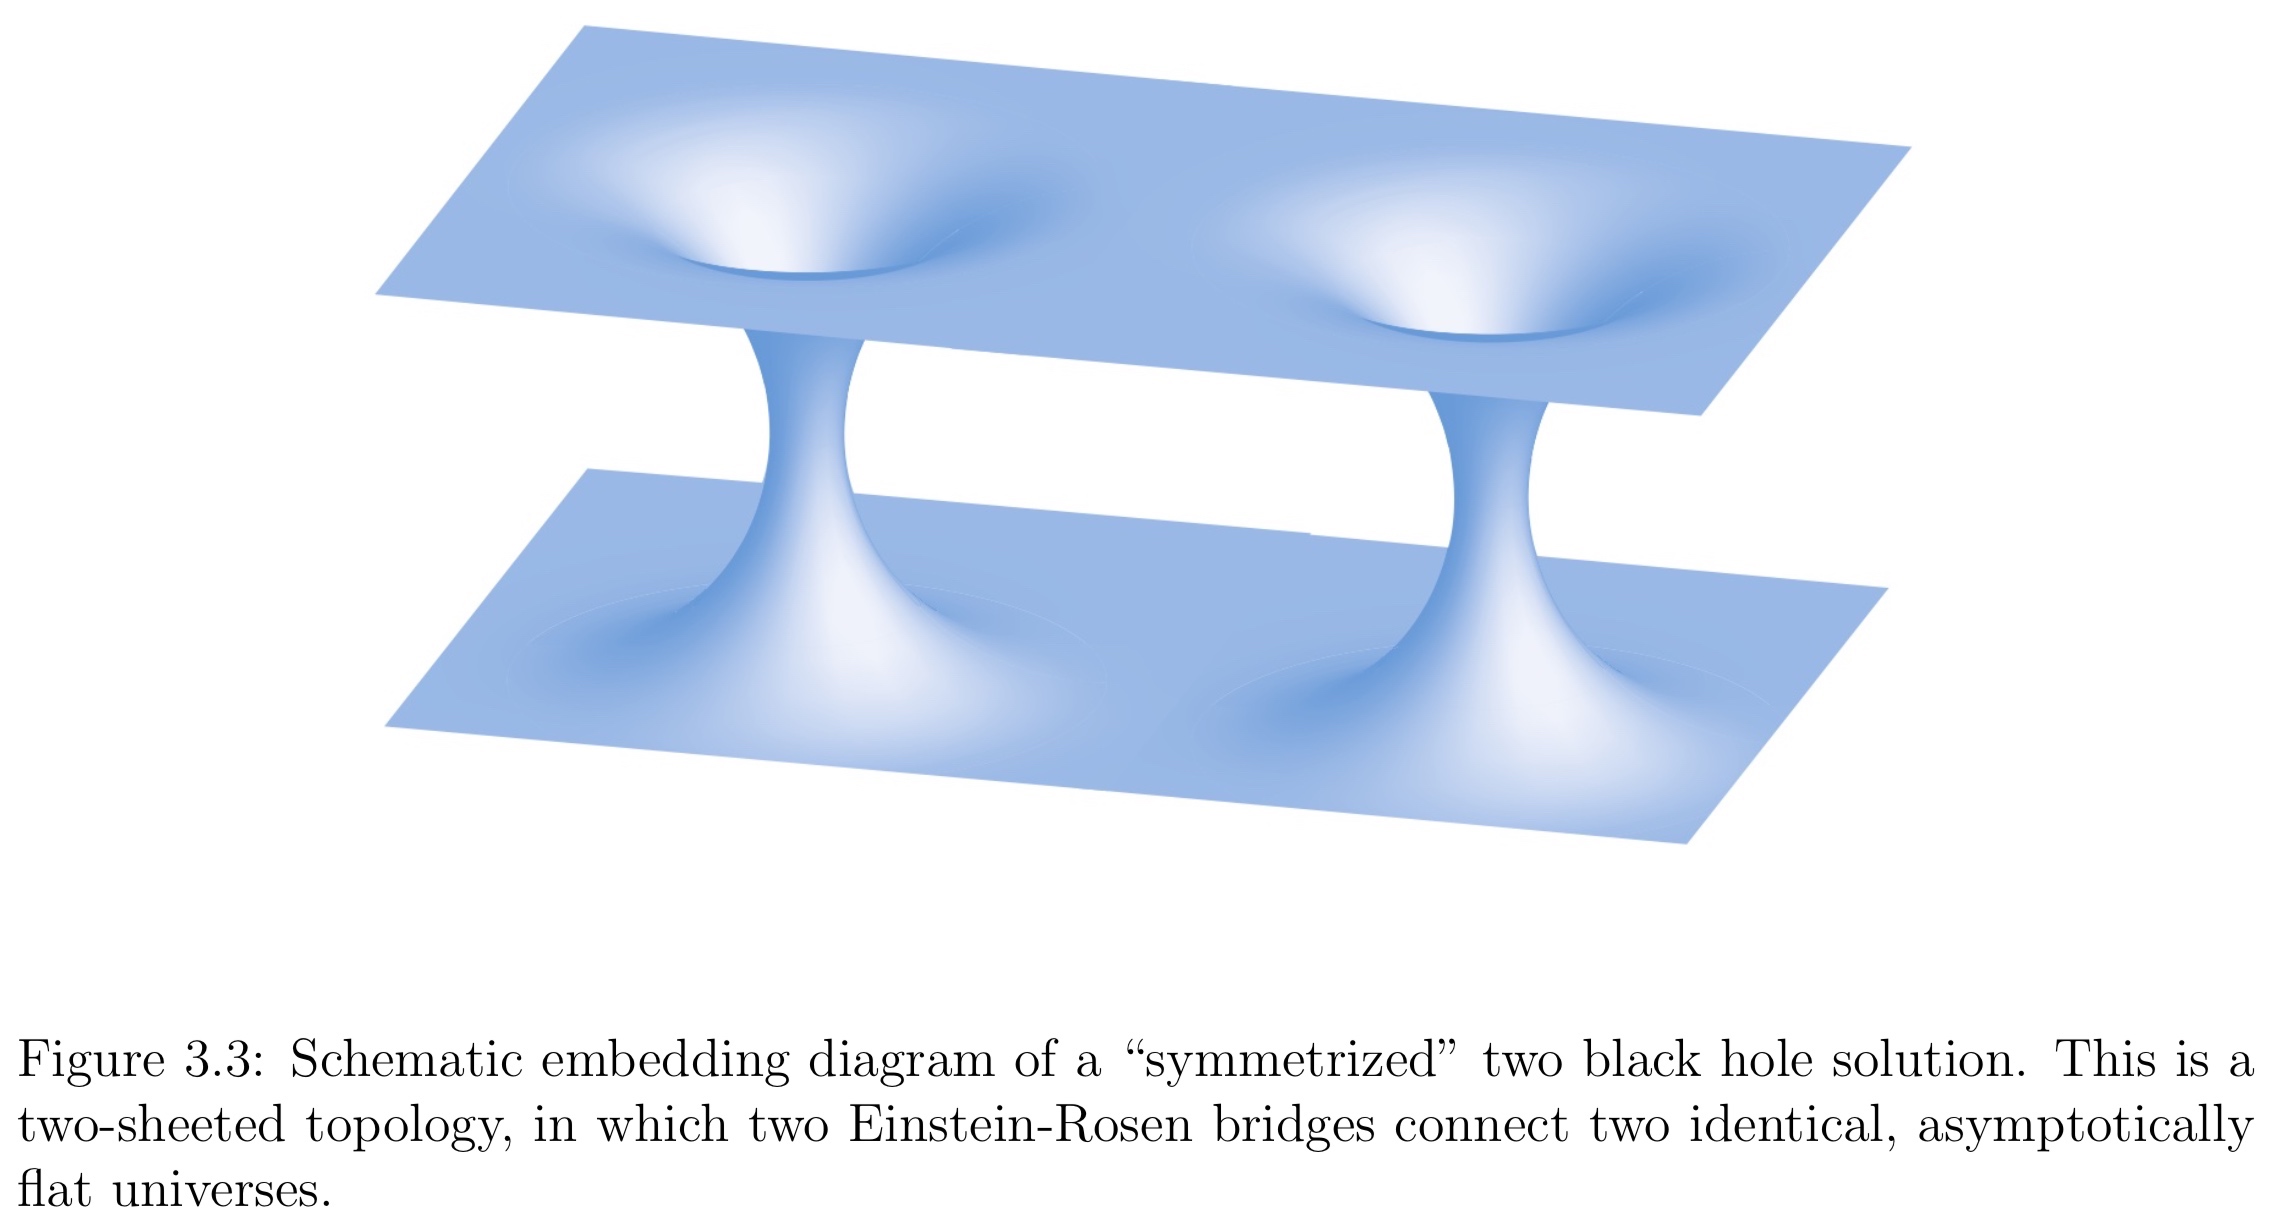 Figure 3.3: Schematic embedding diagram of a “symmetrized” two black hole solution. This is a
two-sheeted topology, in which two Einstein-Rosen bridges connect two identical, asymptotically
flat universes.